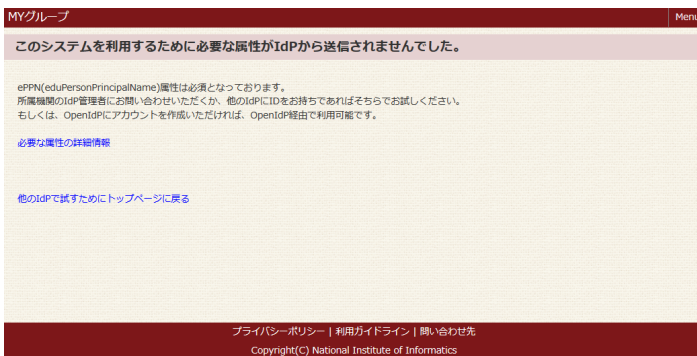 MYグループ
Menu
このシステムを利用するために必要な属性がIdPから送信されませんでした。
ePPN(eduPersonPrincipalName)属性は必須となっております。
所属機関のIdP管理者にお問い合わせいただくか、他のIdPにIDをお持ちであればそちらでお試しください。
もしくは、OpenIdPにアカウントを作成いただければ、OpenIdP経由で利用可能です。
必要な属性の詳細情報
他のIdPで試すためにトップページに戻る
プライバシーポリシー | 利用ガイドライン | 問い合わせ先
Copyright(C) National Institute of Informatics